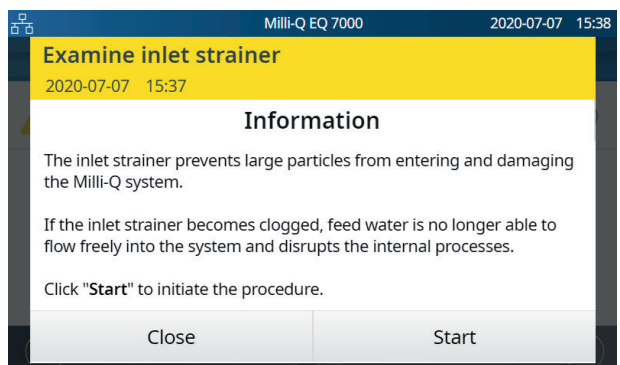 Milli-Q EQ 7000 2020-07-07 15:38
Examine inlet strainer
2020-07-07 15:37
Information
The inlet strainer prevents large particles from entering and damaging
the Milli-Q system.
If the inlet strainer becomes clogged, feed water is no longer able to
flow freely into the system and disrupts the internal processes.
Click "Start" to initiate the procedure.
Close Start